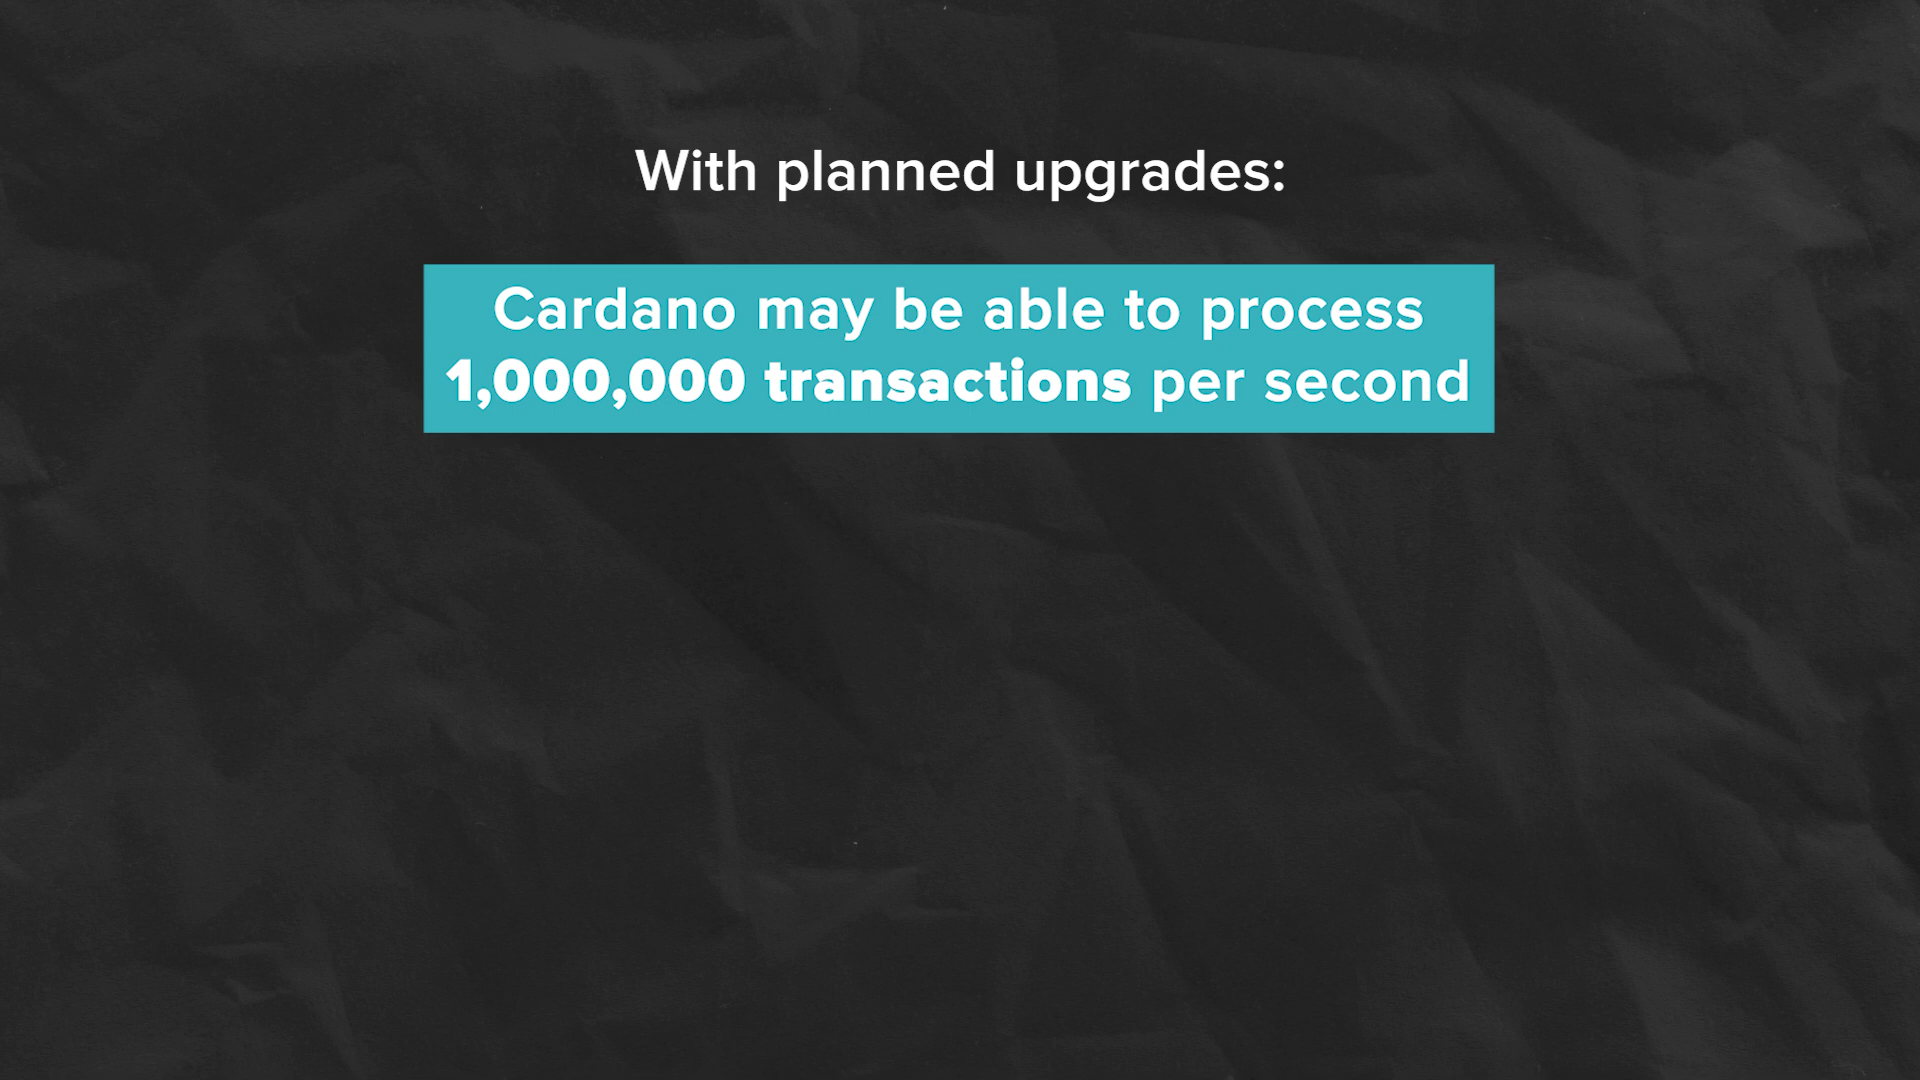 With planned upgrades:
Cardano may be able to process
1,000,000 transactions per second